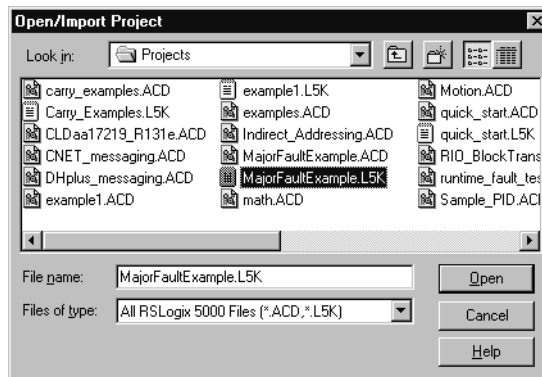 Open/Import Project
Look in: Projects
carry_examples.ACD
Carry_Examples.L5K
CLDaa17219_R131e.ACD
CNET_messaging.ACD
DHplus_messaging.ACD
example1.ACD
example1.L5K
examples.ACD
Indirect_Addressing.ACD
MajorFaultExample.ACD
MajorFaultExample.L5K
math.ACD
Motion.ACD
quick_start.ACD
quick_start.L5K
RIO_BlockTrans
runtime_fault_tes
Sample_PID.ACI
File name: MajorFaultExample.L5K
Open
Files of type: All RSLogix 5000 Files (*.ACD,*.L5K)
Cancel
Help